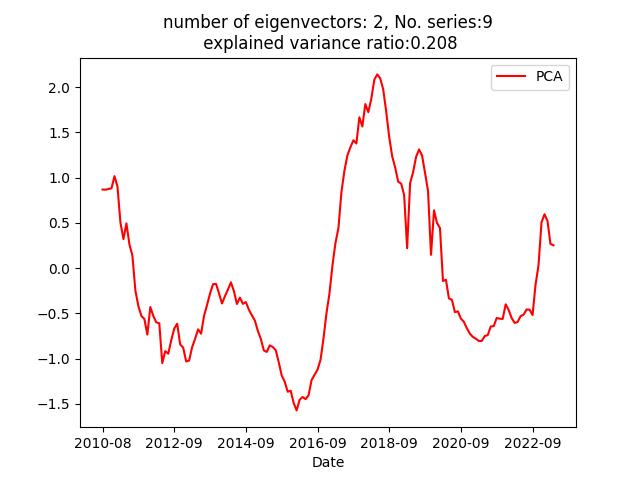 number of eigenvectors: 2, No. series:9
explained variance ratio:0.208
PCA
2.0
1.5
1.0
0.5
0.0
−0.5
−1.0
−1.5
2010-08 2012-09 2014-09 2016-09 2018-09 2020-09 2022-09
Date